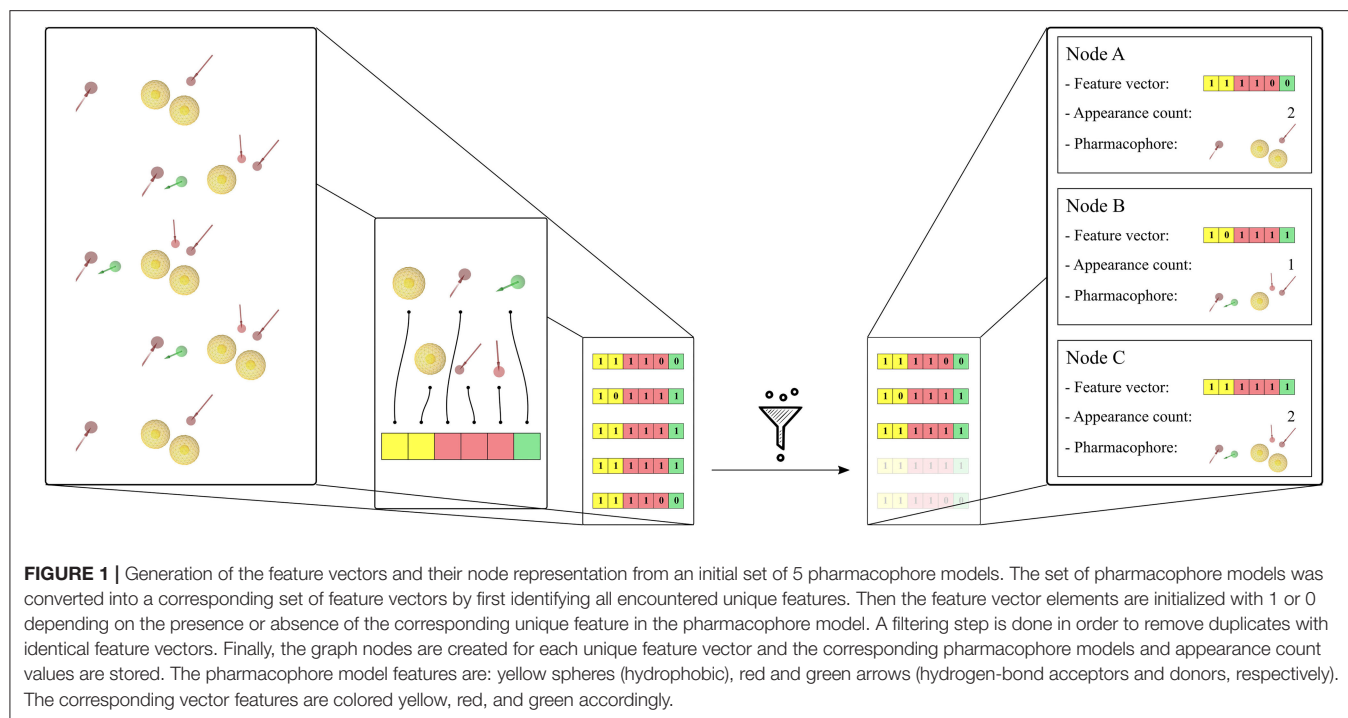 Node A
- Feature vector: 1 1 1 1 0 0
- Appearance count: 2
- Pharmacophore:
Node B
- Feature vector: 1 0 1 1 1 1
- Appearance count: 1
- Pharmacophore:
Node C
- Feature vector: 1 1 1 1 1 1
- Appearance count: 2
- Pharmacophore:
1 1 1 1 0 0
1 0 1 1 1 1
1 1 1 1 1 1
1 1 1 1 1 1
1 1 1 1 0 0
1 1 1 1 0 0
1 0 1 1 1 1
1 1 1 1 1 1
1 1 1 1 1 1
1 1 1 1 0 0
FIGURE 1 | Generation of the feature vectors and their node representation from an initial set of 5 pharmacophore models. The set of pharmacophore models was
converted into a corresponding set of feature vectors by first identifying all encountered unique features. Then the feature vector elements are initialized with 1 or 0
depending on the presence or absence of the corresponding unique feature in the pharmacophore model. A filtering step is done in order to remove duplicates with
identical feature vectors. Finally, the graph nodes are created for each unique feature vector and the corresponding pharmacophore models and appearance count
values are stored. The pharmacophore model features are: yellow spheres (hydrophobic), red and green arrows (hydrogen-bond acceptors and donors, respectively).
The corresponding vector features are colored yellow, red, and green accordingly.